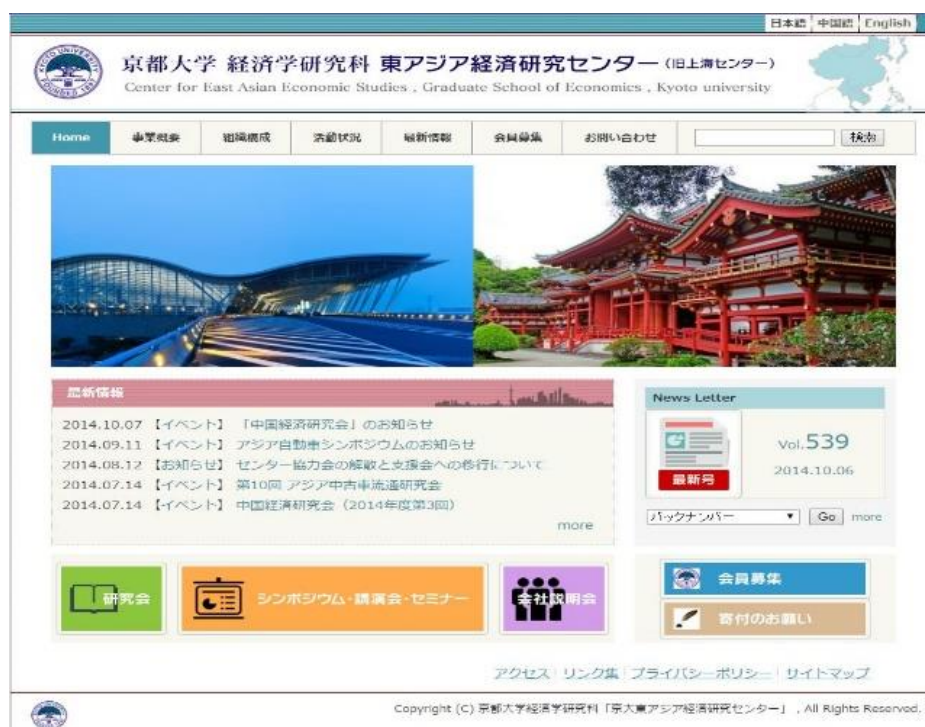 日本語 中国語 English
京都大学 経済学研究科 東アジア経済研究センター (旧上海センター)
Center for East Asian Economic Studies , Graduate School of Economics , Kyoto university
Home 事業概要 組織構成 活動状況 最新情報 会員募集 お問い合わせ 検索
最新情報
2014.10.07 【イベント】 「中国経済研究会」のお知らせ
2014.09.11 【イベント】 アジア自動車シンポジウムのお知らせ
2014.08.12 【お知らせ】 センター協力会の解散と支援会への移行について
2014.07.14 【イベント】 第10回 アジア中古車流通研究会
2014.07.14 【イベント】 中国経済研究会（2014年度第3回）
more
News Letter
Vol.539
2014.10.06
最新号
バックナンバー Go more
研究会
シンポジウム・講演会・セミナー
会社説明会
会員募集
寄付のお願い
アクセス リンク集 プライバシーポリシー サイトマップ
Copyright (C) 京都大学経済学研究科「京大東アジア経済研究センター」 , All Rights Reserved.